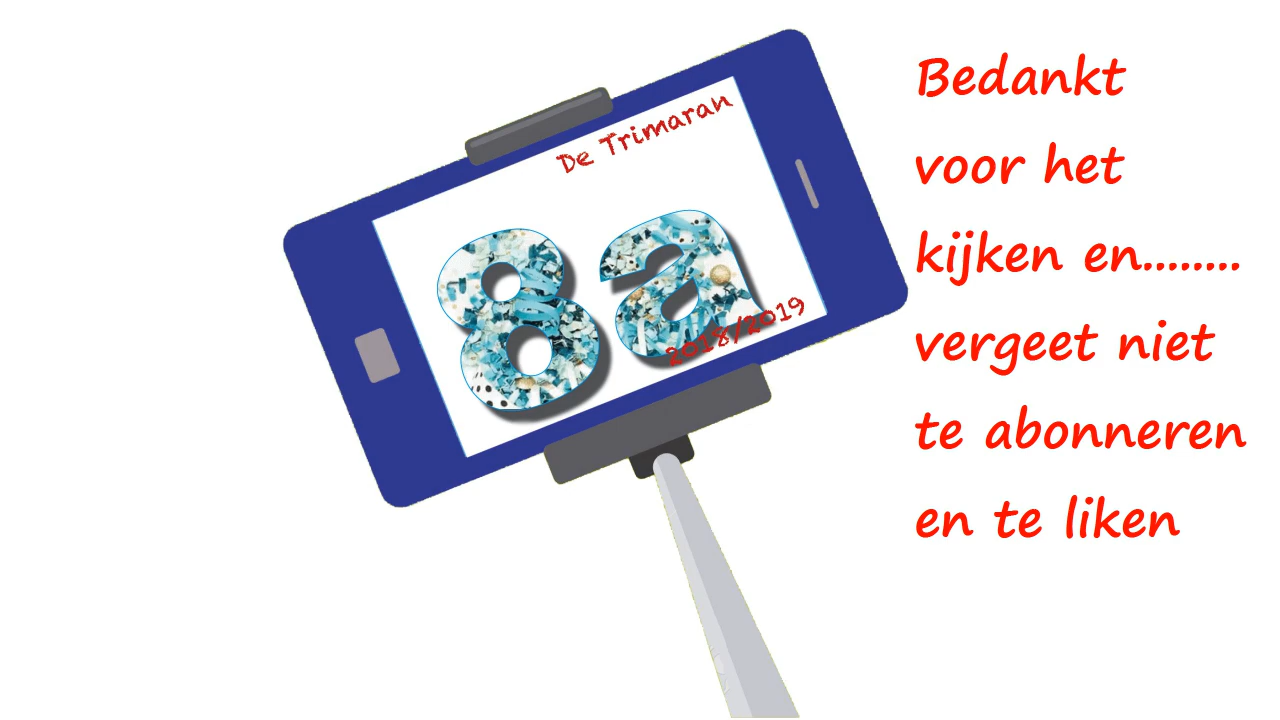 De Trimaran
8a
2018/2019
Bedankt
voor het
kijken en........
vergeet niet
te abonneren
en te liken